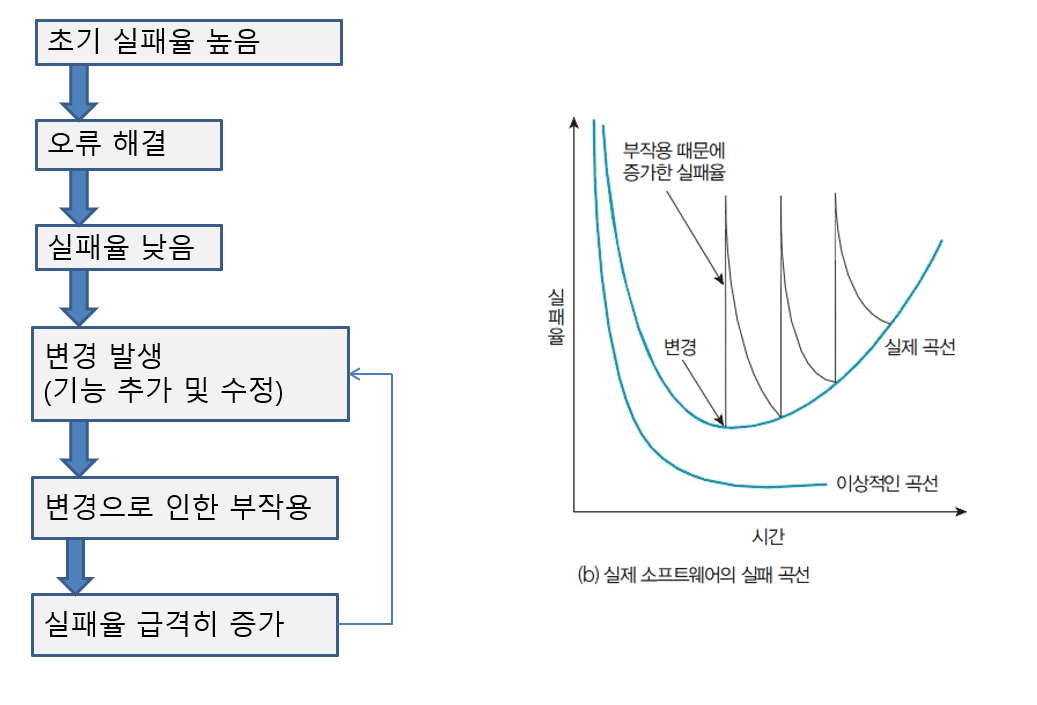 초기 실패율 높음
오류 해결
실패율 낮음
변경 발생
(기능 추가 및 수정)
변경으로 인한 부작용
실패율 급격히 증가
부작용 때문에
증가한 실패율
실패율
변경
실제 곡선
이상적인 곡선
시간
(b) 실제 소프트웨어의 실패 곡선